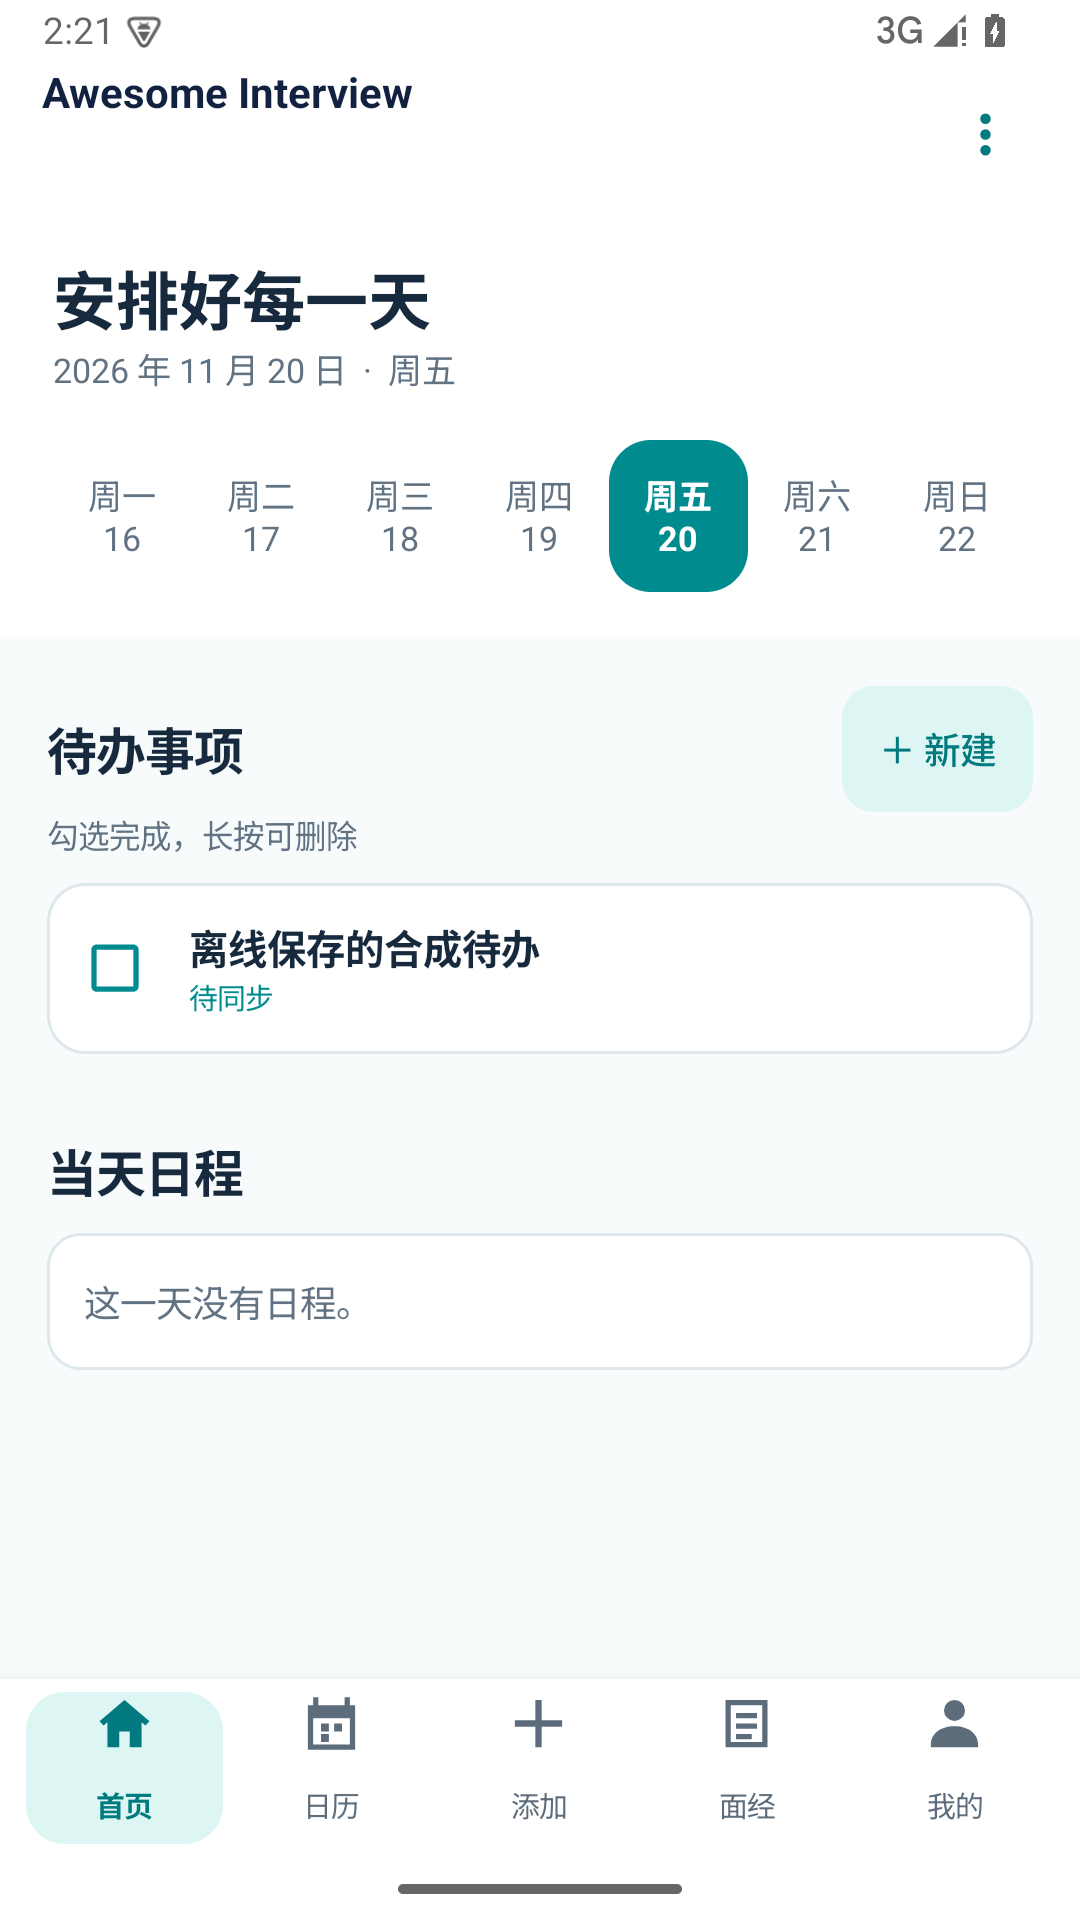 2:21 3G
Awesome Interview
安排好每一天
2026 年 11 月 20 日 · 周五
周一 周二 周三 周四 周五 周六 周日
16 17 18 19 20 21 22
待办事项
+ 新建
勾选完成，长按可删除
离线保存的合成待办
待同步
当天日程
这一天没有日程。
首页 日历 添加 面经 我的